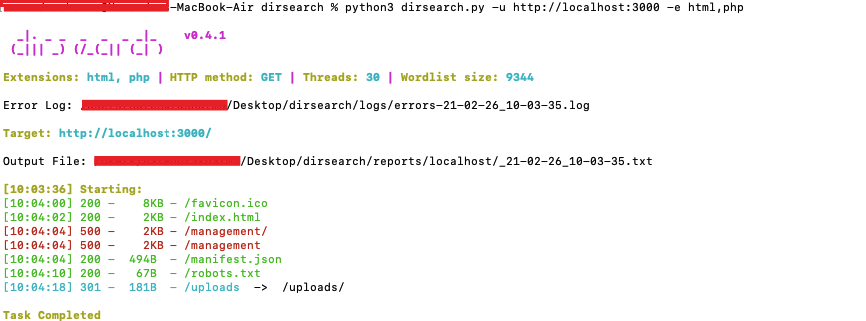 -MacBook-Air dirsearch % python3 dirsearch.py -u http://localhost:3000 -e html,php
_|. _ _  _  _  _ _|_    v0.4.1
(_||| _) (/_(_|| (_| )
Extensions: html, php | HTTP method: GET | Threads: 30 | Wordlist size: 9344
Error Log: /Desktop/dirsearch/logs/errors-21-02-26_10-03-35.log
Target: http://localhost:3000/
Output File: /Desktop/dirsearch/reports/localhost/_21-02-26_10-03-35.txt
[10:03:36] Starting:
[10:04:00] 200 -    8KB - /favicon.ico
[10:04:02] 200 -    2KB - /index.html
[10:04:04] 500 -    2KB - /management/
[10:04:04] 500 -    2KB - /management
[10:04:04] 200 -  494B  - /manifest.json
[10:04:10] 200 -   67B  - /robots.txt
[10:04:18] 301 -  181B  - /uploads  ->  /uploads/
Task Completed